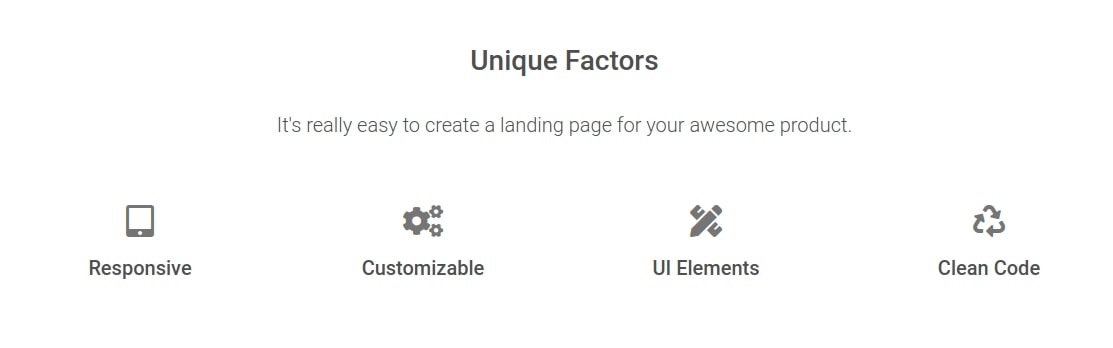 Unique Factors
It's really easy to create a landing page for your awesome product.
Responsive
Customizable
UI Elements
Clean Code